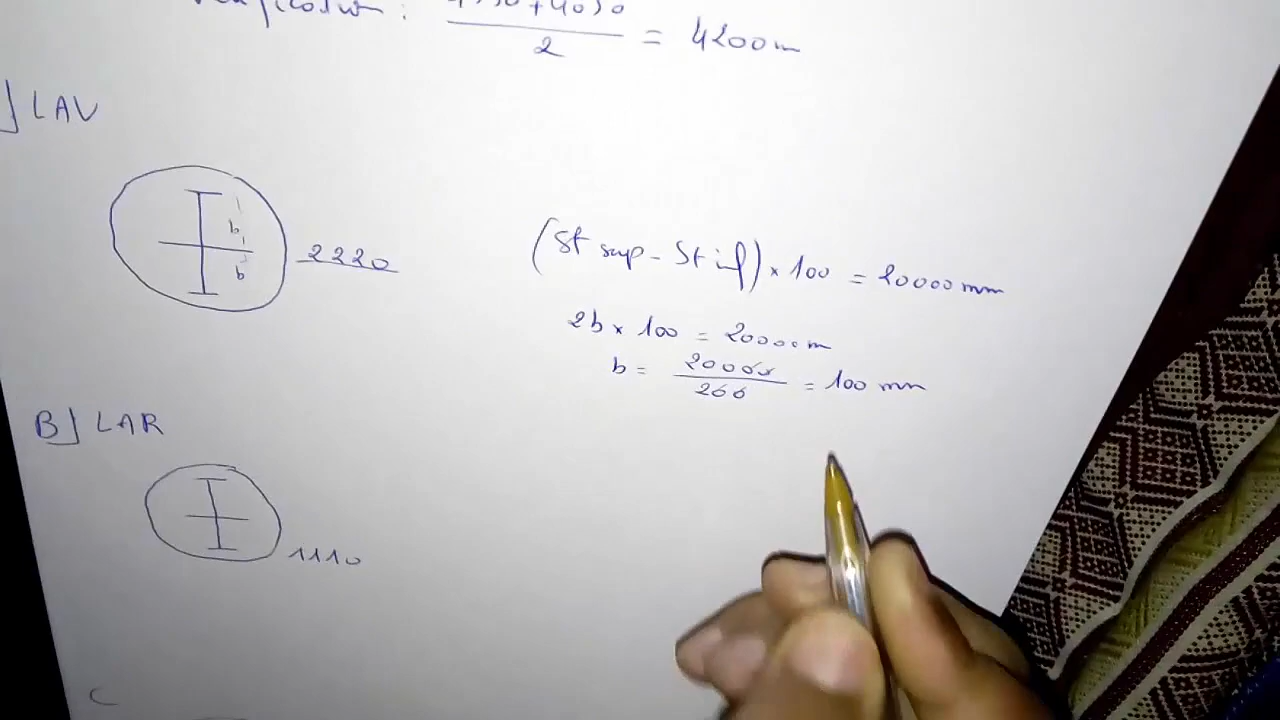 2 = 4200m
] LAV
b
b
2220
(St sup - St inf) × 100 = 20000 mm
2b × 100 = 20000 m
b = 20000 / 200 = 100 mm
B] LAR
1110
C